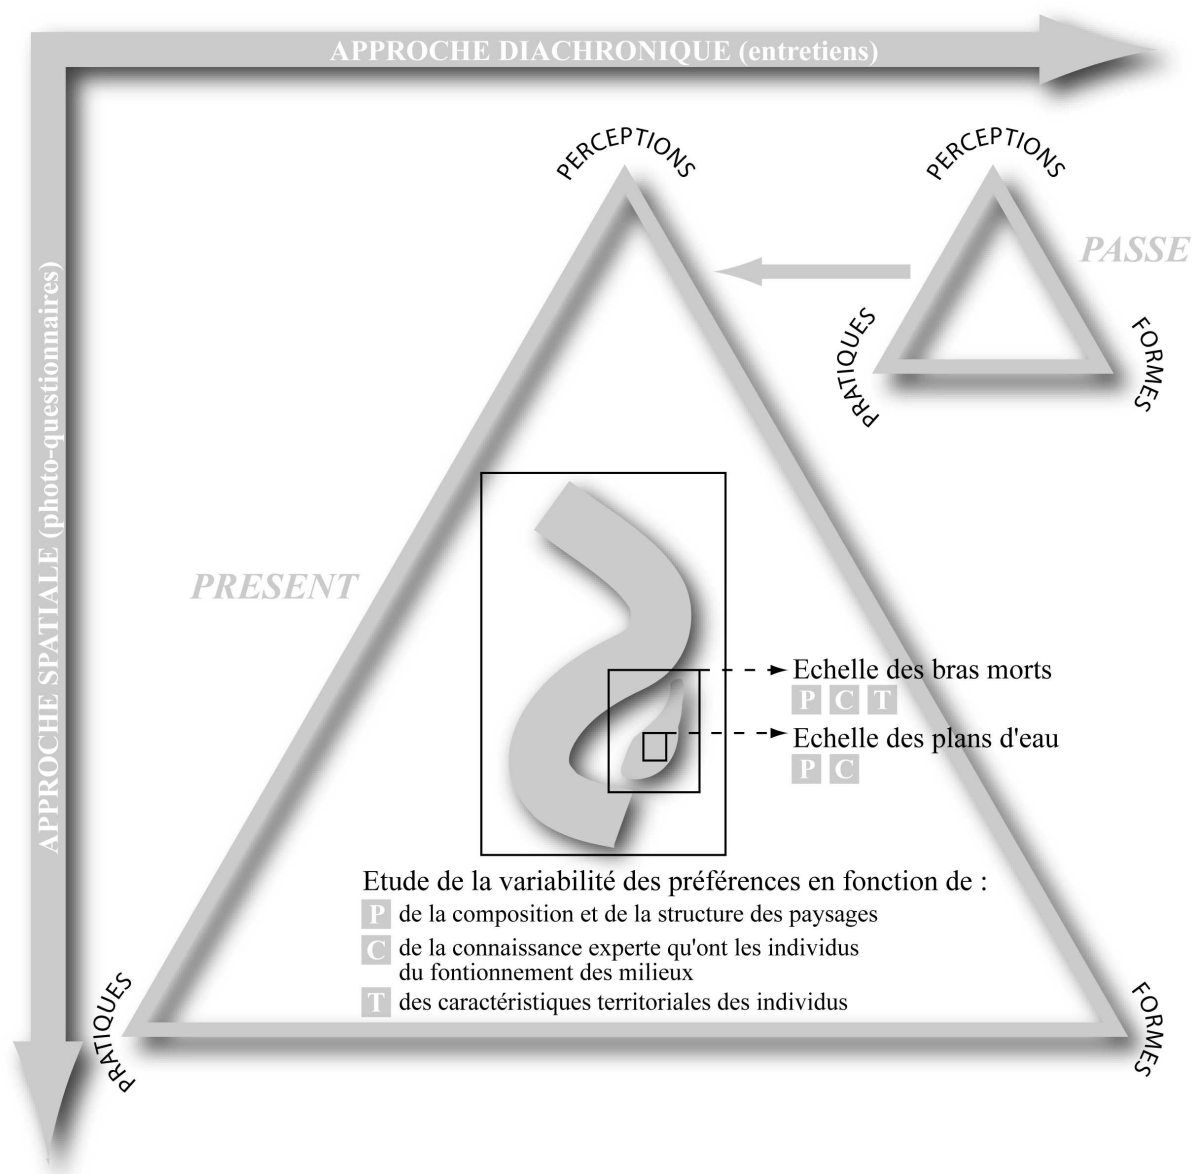 APPROCHE DIACHRONIQUE (entretiens)
APPROCHE SPATIALE (photo-questionnaires)
PERCEPTIONS
PERCEPTIONS
PASSE
PRATIQUES
FORMES
PRESENT
Echelle des bras morts
P C T
Echelle des plans d'eau
P C
Etude de la variabilité des préférences en fonction de :
P de la composition et de la structure des paysages
C de la connaissance experte qu'ont les individus
du fontionnement des milieux
T des caractéristiques territoriales des individus
PRATIQUES
FORMES